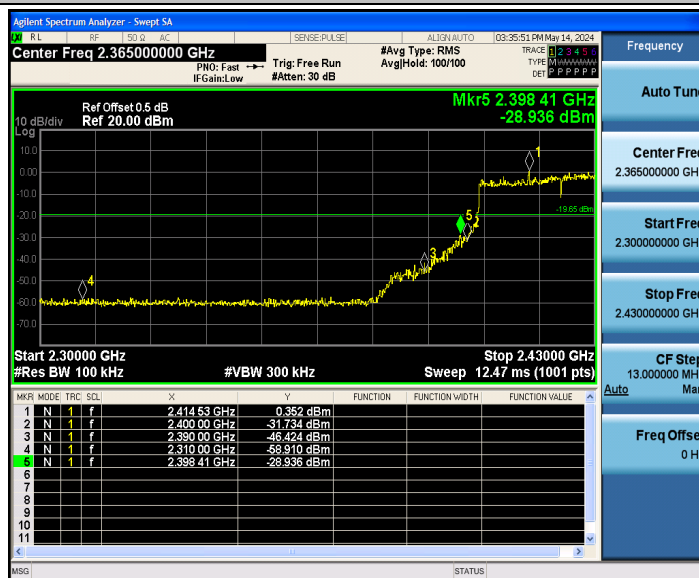 Agilent Spectrum Analyzer - Swept SA
LXI RL RF 50 Ω AC SENSE:PULSE ALIGN AUTO 03:35:51 PM May 14, 2024
Center Freq 2.365000000 GHz
PNO: Fast
IFGain:Low
Trig: Free Run
#Atten: 30 dB
#Avg Type: RMS
Avg|Hold: 100/100
TRACE 1 2 3 4 5 6
TYPE M W W W W W
DET P P P P P P
Frequency
Auto Tune
Center Freq
2.365000000 GH
Start Freq
2.300000000 GH
Stop Freq
2.430000000 GH
CF Step
13.000000 MH
Auto Man
Freq Offse
0 H
Ref Offset 0.5 dB
10 dB/div Ref 20.00 dBm
Log
Mkr5 2.398 41 GHz
-28.936 dBm
10.0
0.00
-10.0
-20.0
-30.0
-40.0
-50.0
-60.0
-70.0
-19.65 dBm
1
5
2
3
4
Start 2.30000 GHz Stop 2.43000 GHz
#Res BW 100 kHz #VBW 300 kHz Sweep 12.47 ms (1001 pts)
MKR MODE TRC SCL X Y FUNCTION FUNCTION WIDTH FUNCTION VALUE
1 N 1 f 2.414 53 GHz 0.352 dBm
2 N 1 f 2.400 00 GHz -31.734 dBm
3 N 1 f 2.390 00 GHz -46.424 dBm
4 N 1 f 2.310 00 GHz -58.910 dBm
5 N 1 f 2.398 41 GHz -28.936 dBm
6
7
8
9
10
11
MSG STATUS